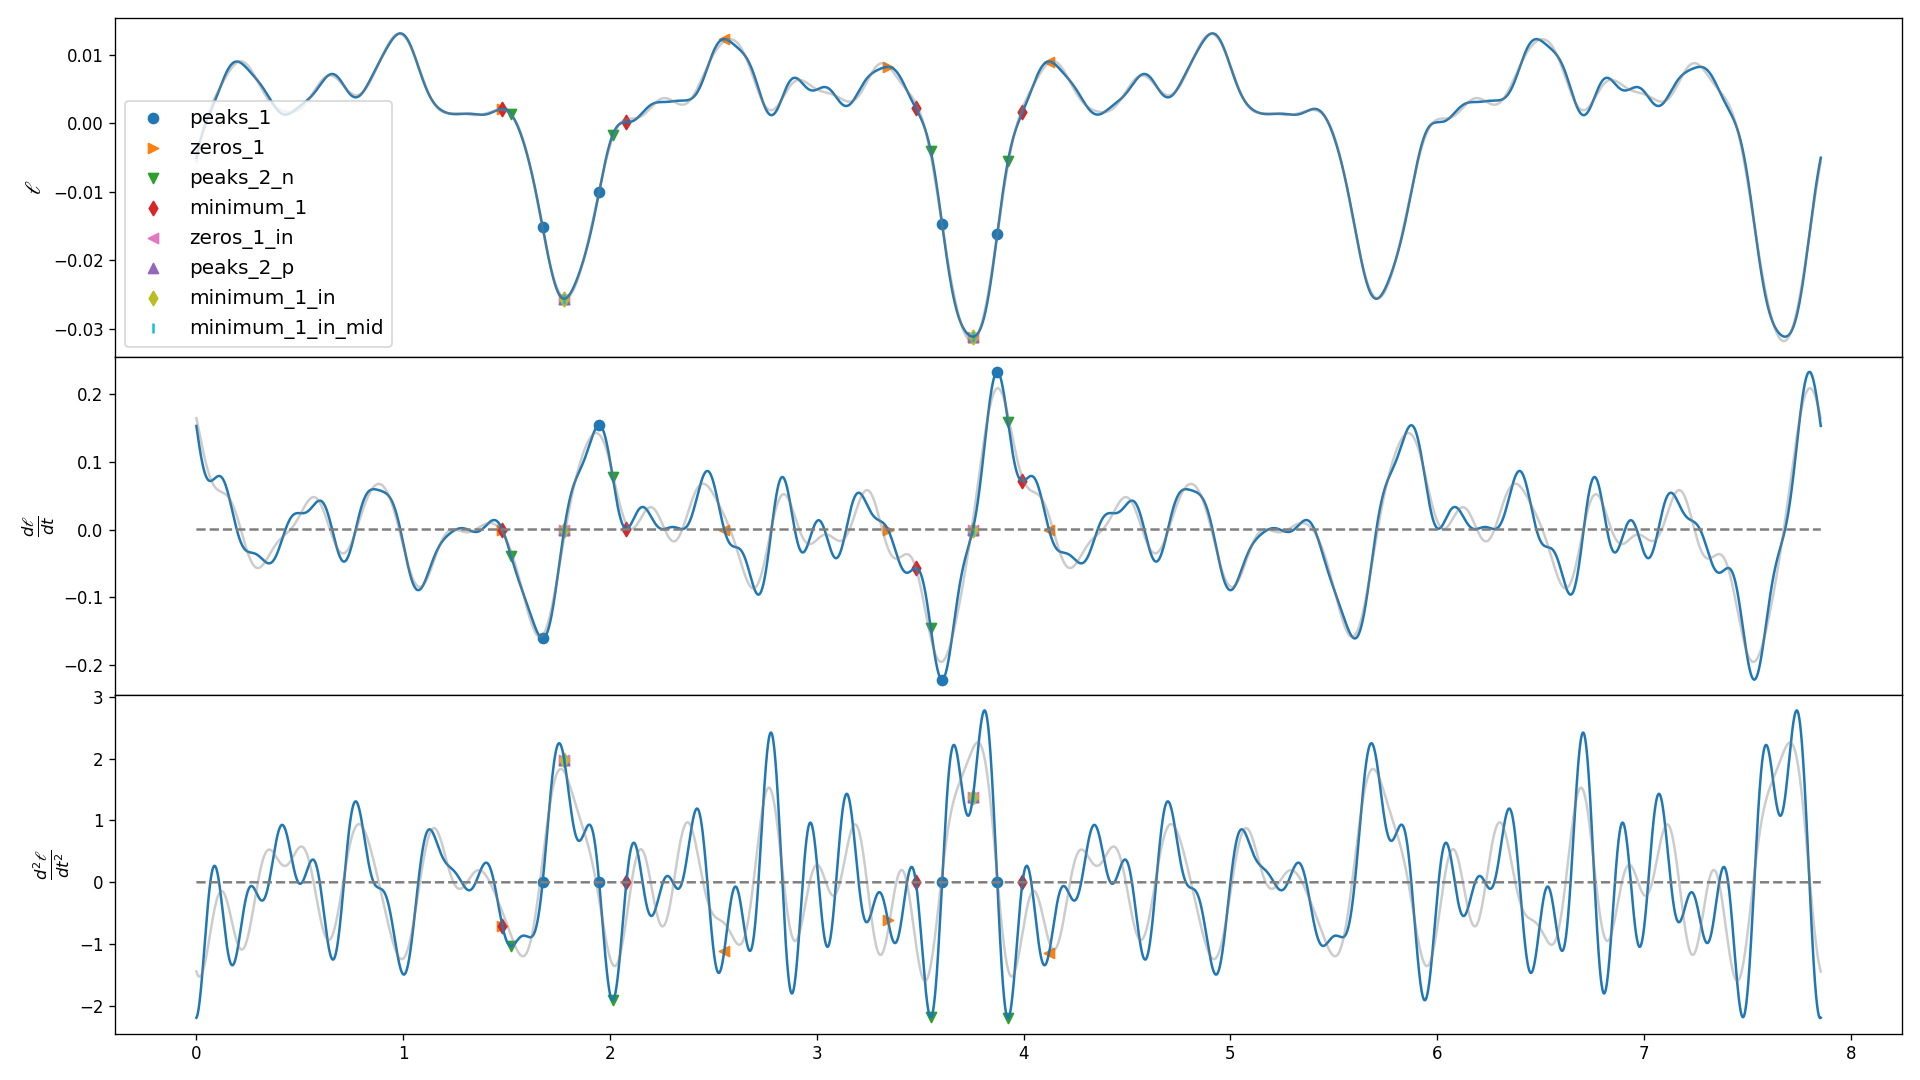 0.01
0.00
−0.01
−0.02
−0.03
ℓ
peaks_1
zeros_1
peaks_2_n
minimum_1
zeros_1_in
peaks_2_p
minimum_1_in
minimum_1_in_mid
0.2
0.1
0.0
−0.1
−0.2
dℓ
dt
3
2
1
0
−1
−2
d²ℓ
dt²
0 1 2 3 4 5 6 7 8